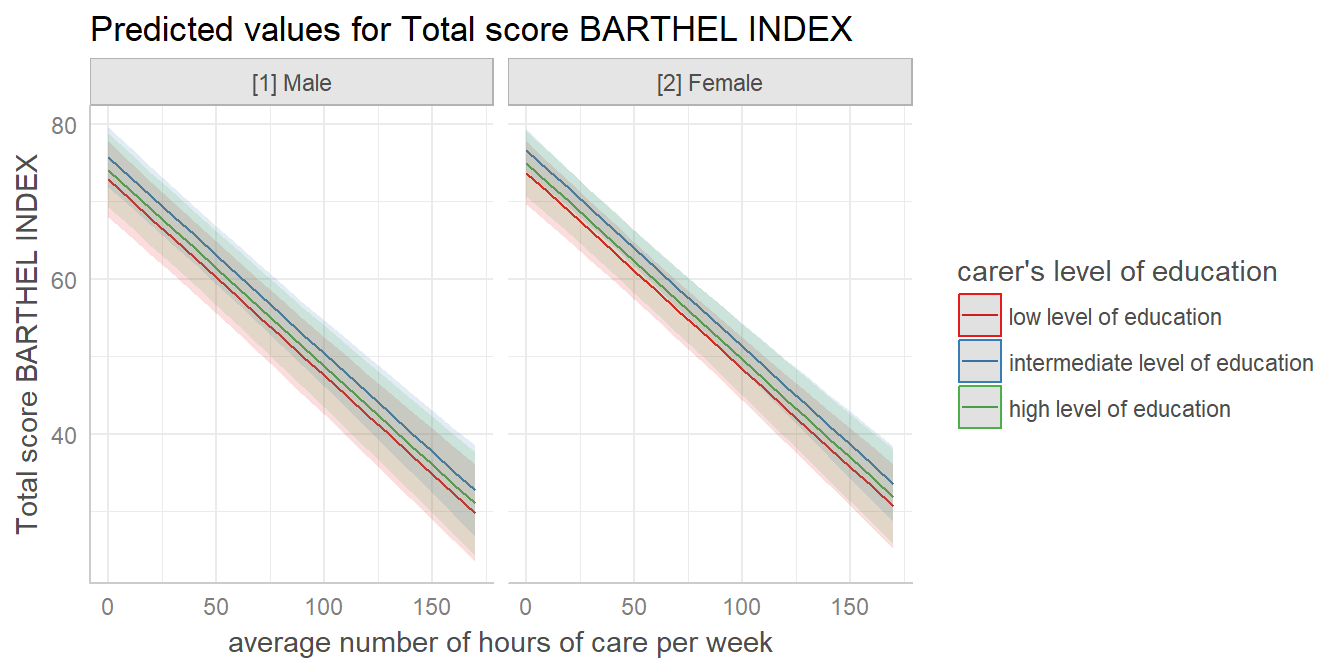 Predicted values for Total score BARTHEL INDEX
[1] Male
[2] Female
Total score BARTHEL INDEX
80
60
40
0
50
100
150
0
50
100
150
average number of hours of care per week
carer's level of education
low level of education
intermediate level of education
high level of education